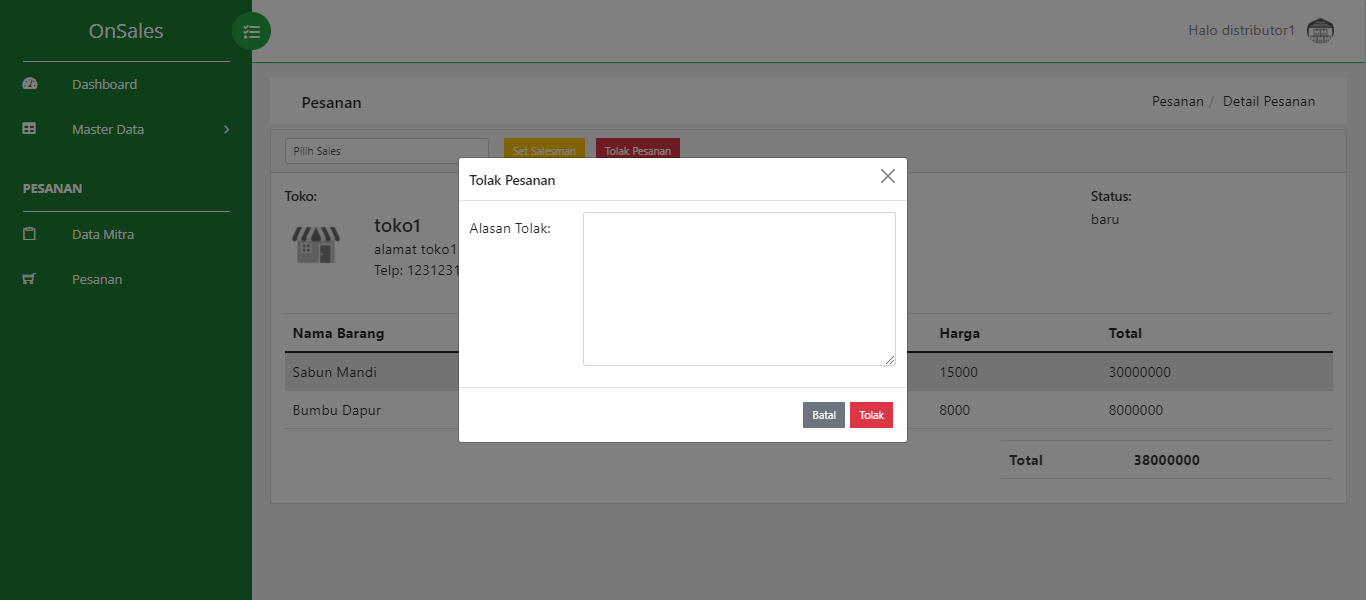 OnSales
Halo distributor1
Dashboard
Master Data
PESANAN
Data Mitra
Pesanan
Pesanan
Pesanan / Detail Pesanan
Pilih Sales
Set Salesman
Tolak Pesanan
Tolak Pesanan
Alasan Tolak:
Batal
Tolak
Toko:
toko1
alamat toko1
Telp: 1231231
Status:
baru
Nama Barang Harga Total
Sabun Mandi 15000 30000000
Bumbu Dapur 8000 8000000
Total 38000000